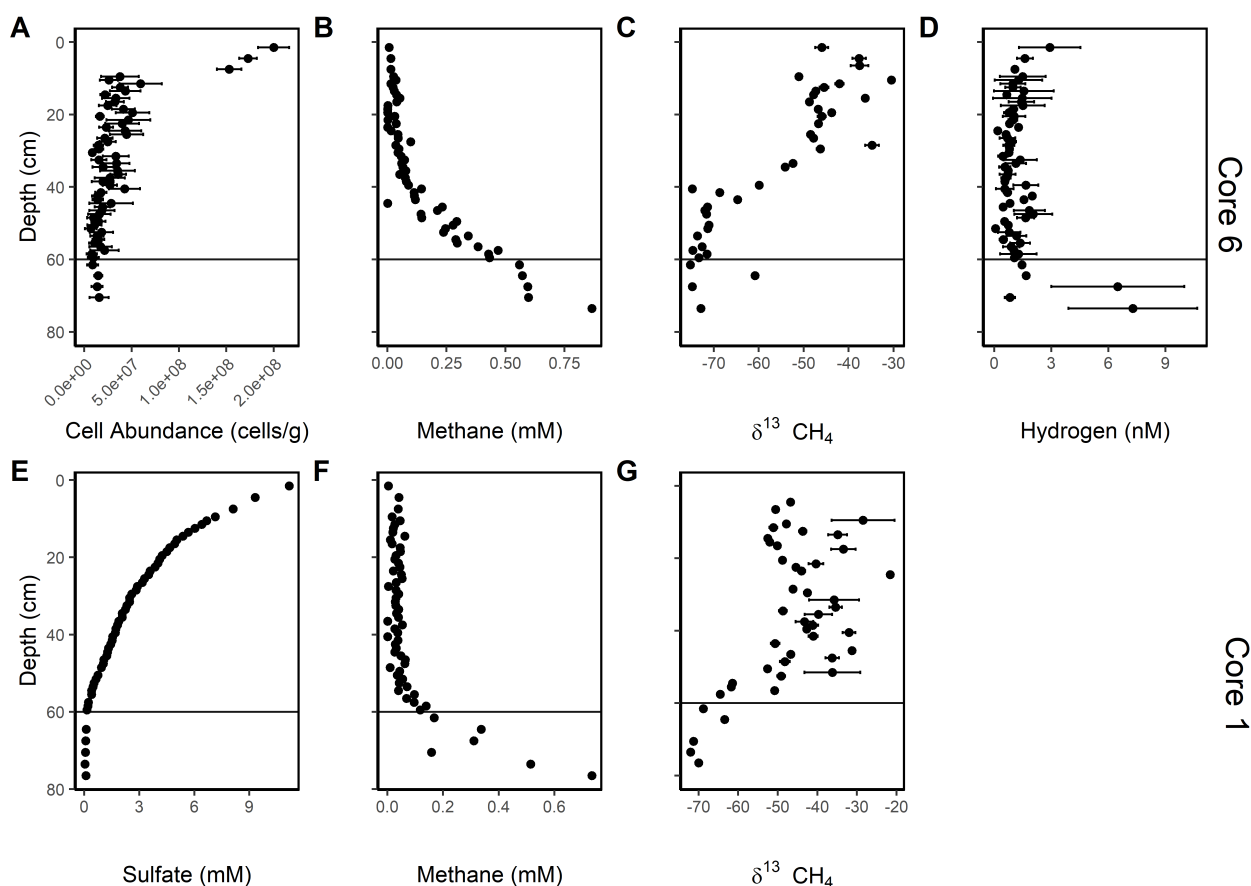 A
B
C
D
0
20
40
60
80
Depth (cm)
0.0e+00
5.0e+07
1.0e+08
1.5e+08
2.0e+08
0.00
0.25
0.50
0.75
-70
-60
-50
-40
-30
0
3
6
9
Cell Abundance (cells/g)
Methane (mM)
δ¹³ CH₄
Hydrogen (nM)
Core 6
E
F
G
0
20
40
60
80
Depth (cm)
0
3
6
9
0.0
0.2
0.4
0.6
-70
-60
-50
-40
-30
-20
Sulfate (mM)
Methane (mM)
δ¹³ CH₄
Core 1